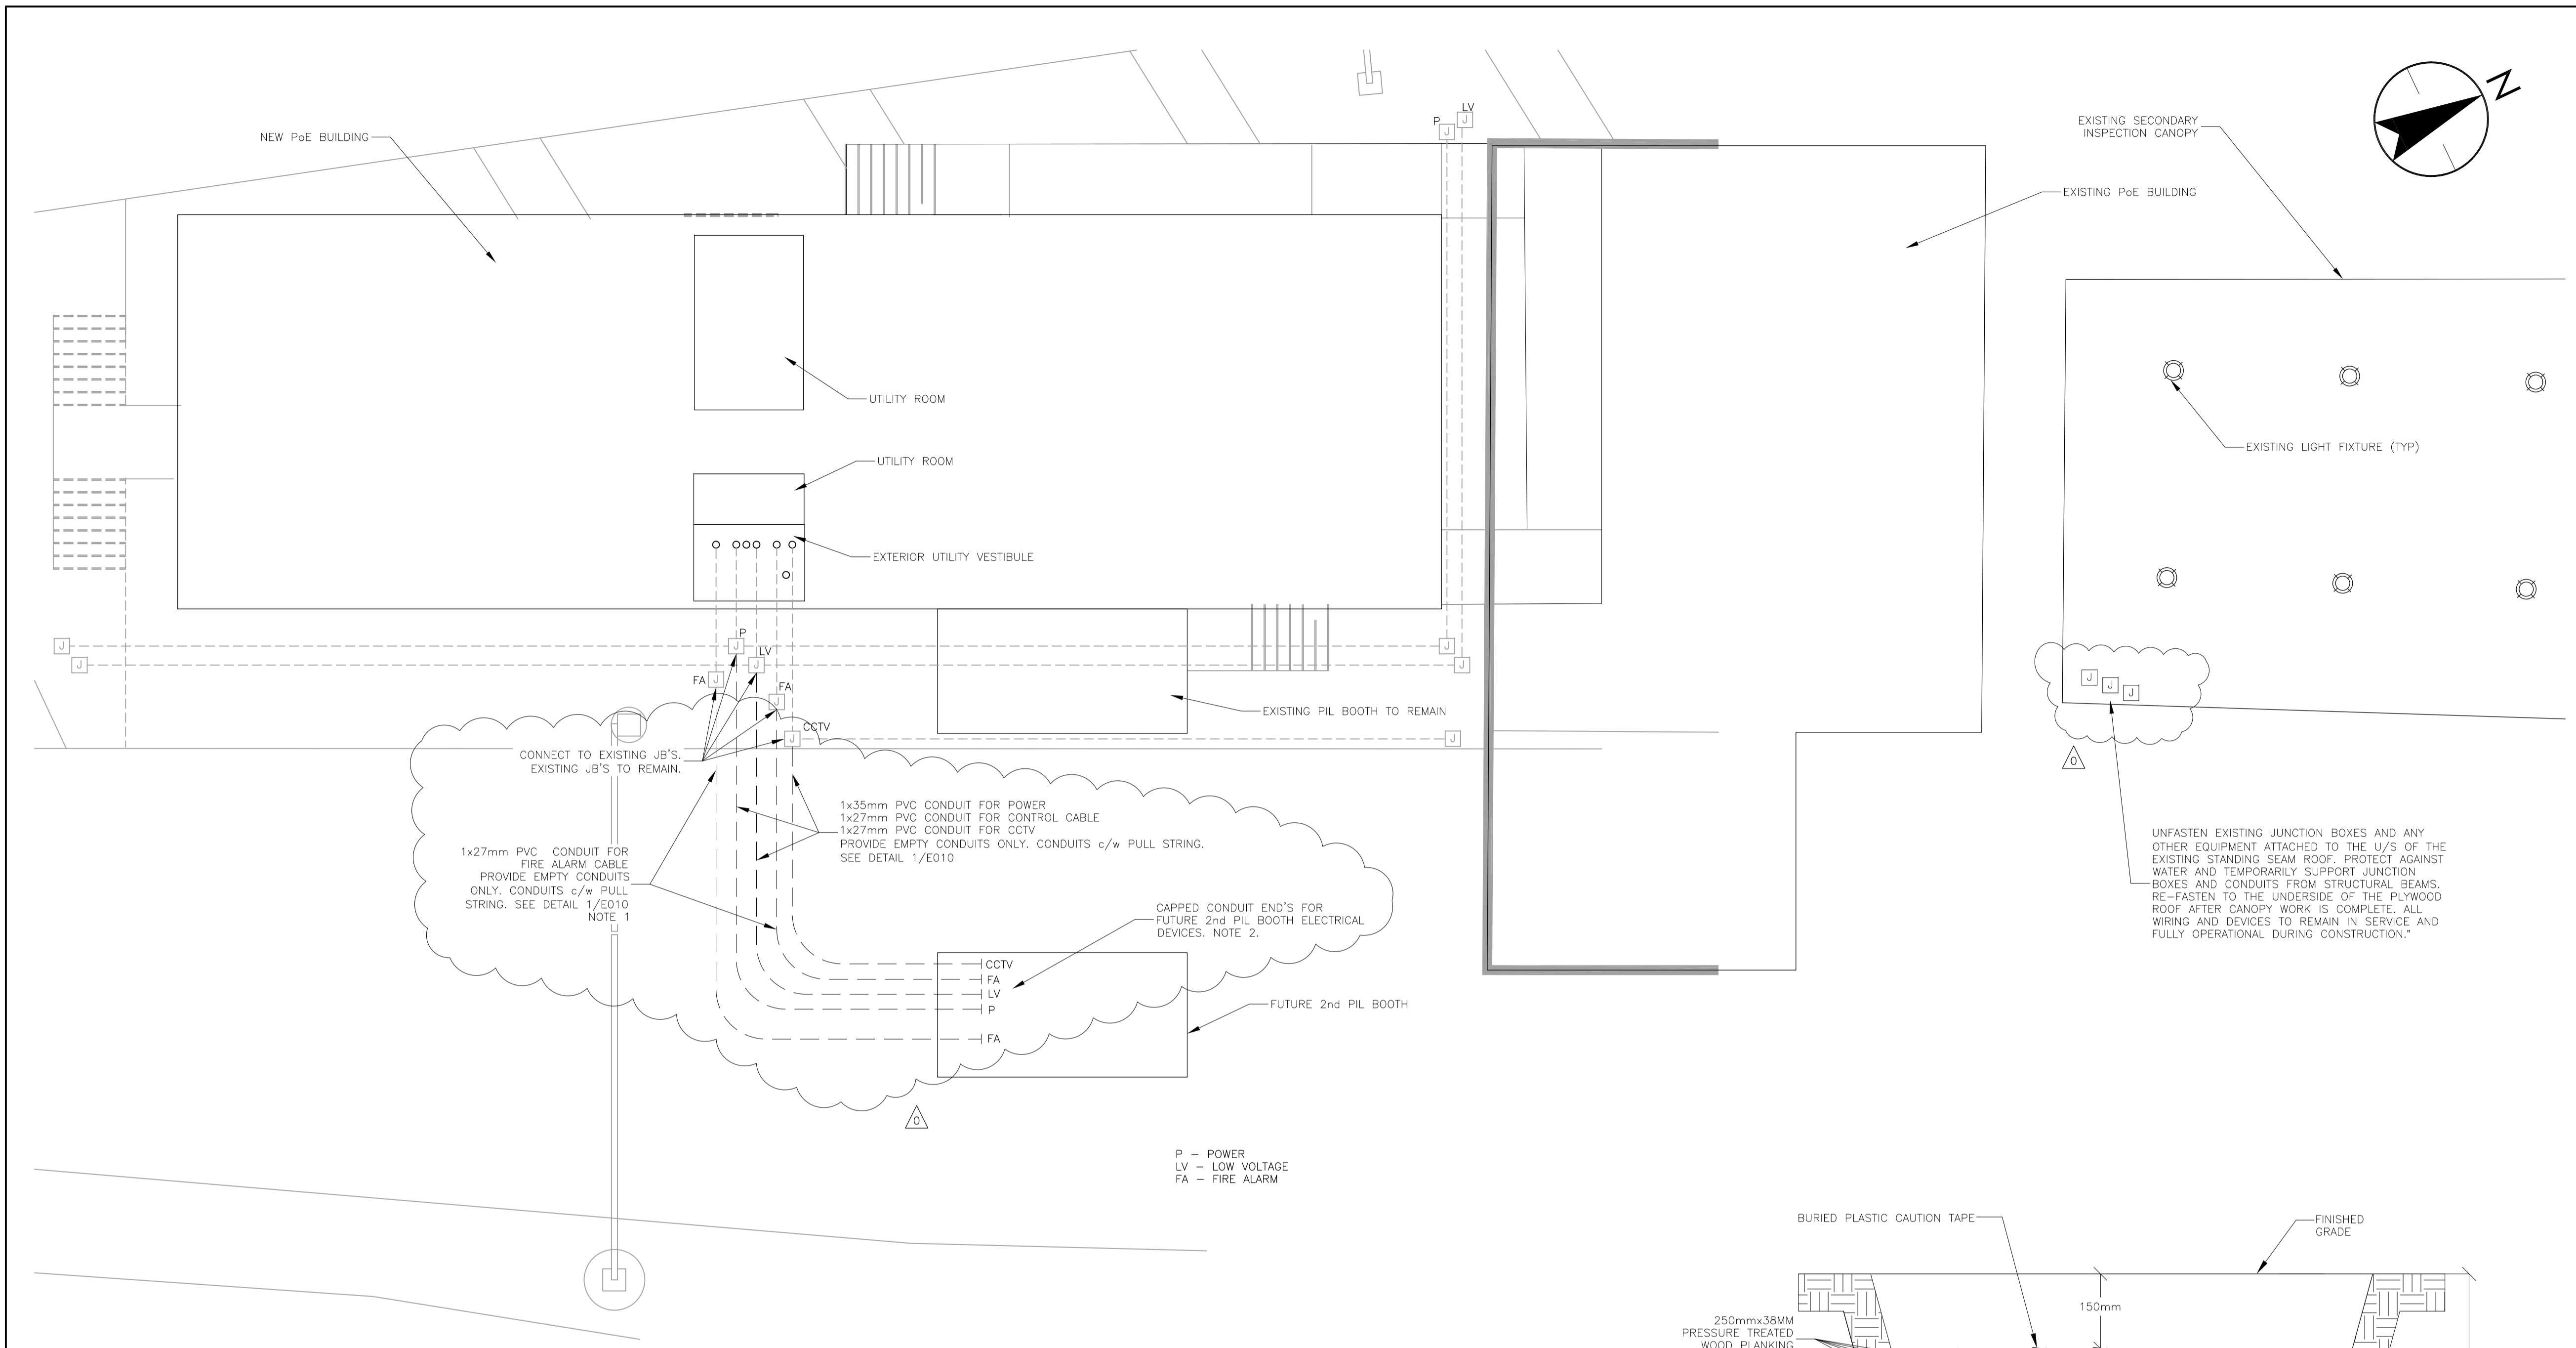 N
LV
P
NEW PoE BUILDING
EXISTING SECONDARY
INSPECTION CANOPY
EXISTING PoE BUILDING
UTILITY ROOM
EXISTING LIGHT FIXTURE (TYP)
UTILITY ROOM
EXTERIOR UTILITY VESTIBULE
P
J
J
J
J
LV
J
J
FA
J
FA
J
CCTV
J
J
J
J
J
J
J
EXISTING PIL BOOTH TO REMAIN
CONNECT TO EXISTING JB'S.
EXISTING JB'S TO REMAIN.
0
1x35mm PVC CONDUIT FOR POWER
1x27mm PVC CONDUIT FOR CONTROL CABLE
1x27mm PVC CONDUIT FOR CCTV
PROVIDE EMPTY CONDUITS ONLY. CONDUITS c/w PULL STRING.
SEE DETAIL 1/E010
1x27mm PVC CONDUIT FOR
FIRE ALARM CABLE
PROVIDE EMPTY CONDUITS
ONLY. CONDUITS c/w PULL
STRING. SEE DETAIL 1/E010
NOTE 1
UNFASTEN EXISTING JUNCTION BOXES AND ANY
OTHER EQUIPMENT ATTACHED TO THE U/S OF THE
EXISTING STANDING SEAM ROOF. PROTECT AGAINST
WATER AND TEMPORARILY SUPPORT JUNCTION
BOXES AND CONDUITS FROM STRUCTURAL BEAMS.
RE-FASTEN TO THE UNDERSIDE OF THE PLYWOOD
ROOF AFTER CANOPY WORK IS COMPLETE. ALL
WIRING AND DEVICES TO REMAIN IN SERVICE AND
FULLY OPERATIONAL DURING CONSTRUCTION."
CAPPED CONDUIT END'S FOR
FUTURE 2nd PIL BOOTH ELECTRICAL
DEVICES. NOTE 2.
CCTV
FA
LV
P
FA
FUTURE 2nd PIL BOOTH
0
P – POWER
LV – LOW VOLTAGE
FA – FIRE ALARM
BURIED PLASTIC CAUTION TAPE
FINISHED
GRADE
150mm
250mmx38MM
PRESSURE TREATED
WOOD PLANKING